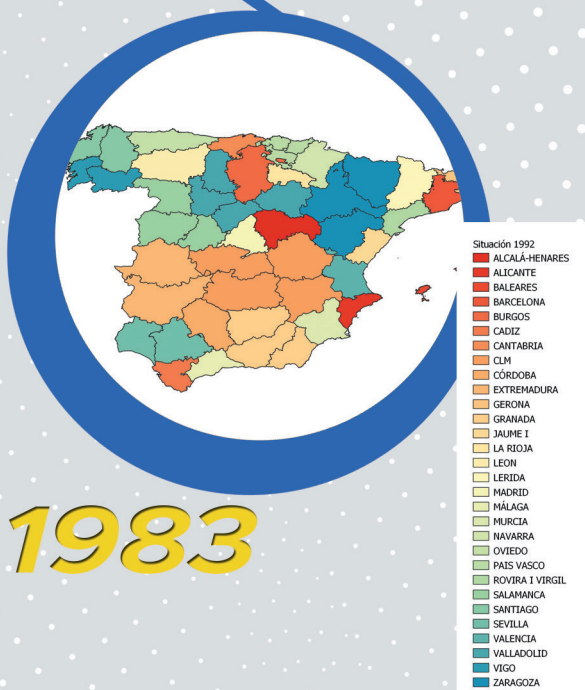 Situación 1992
ALCALÁ-HENARES
ALICANTE
BALEARES
BARCELONA
BURGOS
CADIZ
CANTABRIA
CLM
CÓRDOBA
EXTREMADURA
GERONA
GRANADA
JAUME I
LA RIOJA
LEON
LERIDA
MADRID
MÁLAGA
MURCIA
NAVARRA
OVIEDO
PAIS VASCO
ROVIRA I VIRGIL
SALAMANCA
SANTIAGO
SEVILLA
VALENCIA
VALLADOLID
VIGO
ZARAGOZA
1983